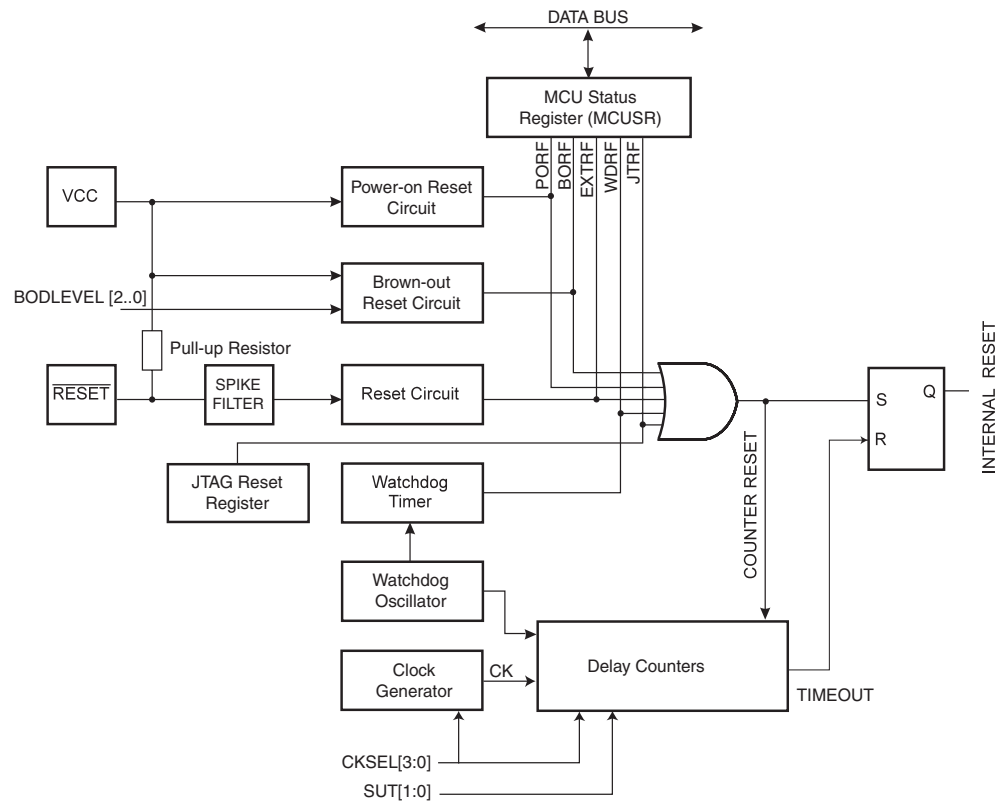 DATA BUS
MCU Status
Register (MCUSR)
PORF
BORF
EXTRF
WDRF
JTRF
VCC
Power-on Reset
Circuit
Brown-out
Reset Circuit
BODLEVEL [2..0]
Pull-up Resistor
RESET
SPIKE
FILTER
Reset Circuit
JTAG Reset
Register
Watchdog
Timer
Watchdog
Oscillator
Clock
Generator
CK
Delay Counters
CKSEL[3:0]
SUT[1:0]
COUNTER RESET
TIMEOUT
S
R
Q
INTERNAL RESET